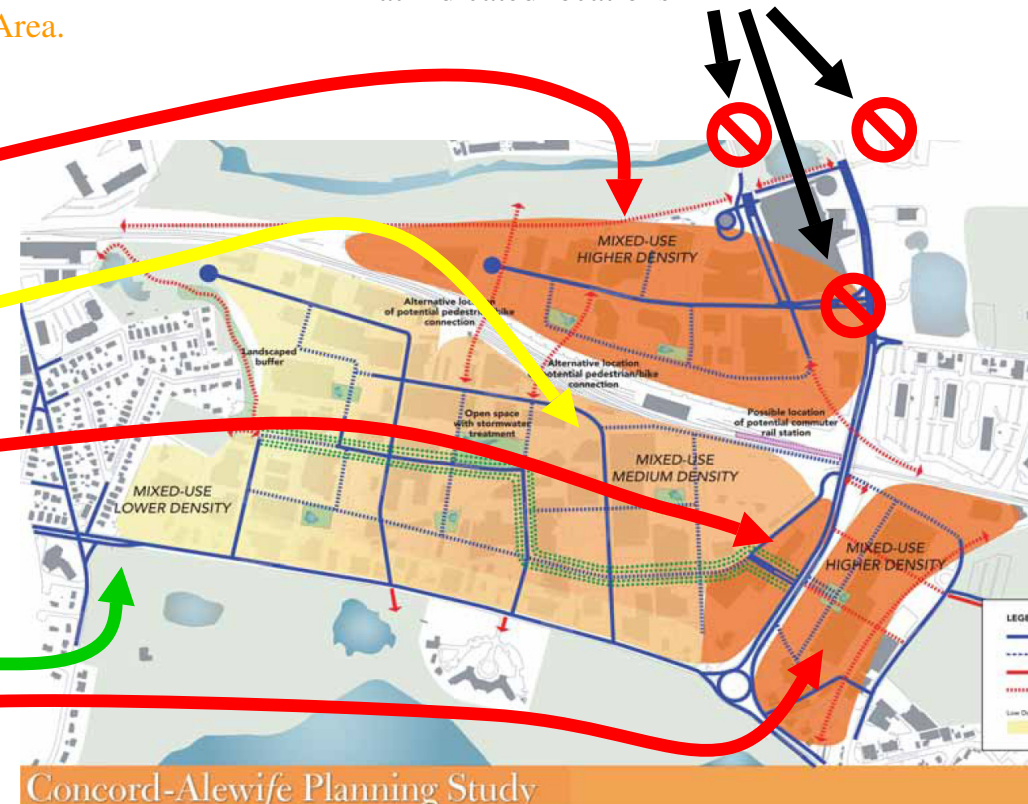 Area.
MIXED-USE
HIGHER DENSITY
Alternative location
of potential pedestrian/bike
connection
Landscaped
buffer
Alternative location
potential pedestrian/bike
connection
Open space
with stormwater
treatment
Possible location
of potential commuter
rail station
MIXED-USE
MEDIUM DENSITY
MIXED-USE
LOWER DENSITY
MIXED-USE
HIGHER DENSITY
LEGE
Low De
Concord-Alewife Planning Study